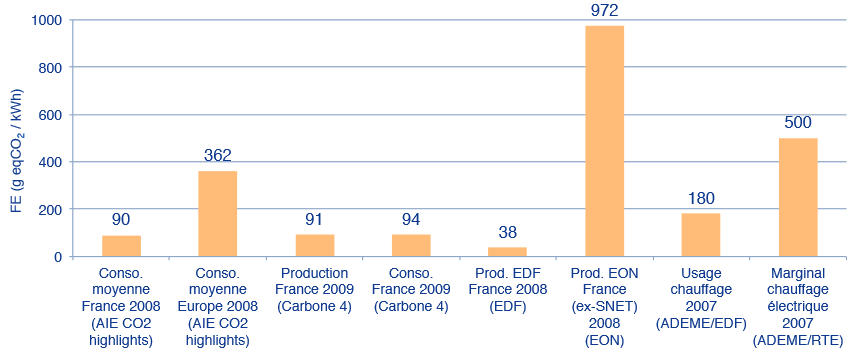 FE (g eqCO₂ / kWh)
1000
800
600
400
200
0
90
362
91
94
38
972
180
500
Conso.
moyenne
France 2008
(AIE CO2
highlights)
Conso.
moyenne
Europe 2008
(AIE CO2
highlights)
Production
France 2009
(Carbone 4)
Conso.
France 2009
(Carbone 4)
Prod. EDF
France 2008
(EDF)
Prod. EON
France
(ex-SNET)
2008
(EON)
Usage
chauffage
2007
(ADEME/EDF)
Marginal
chauffage
électrique
2007
(ADEME/RTE)